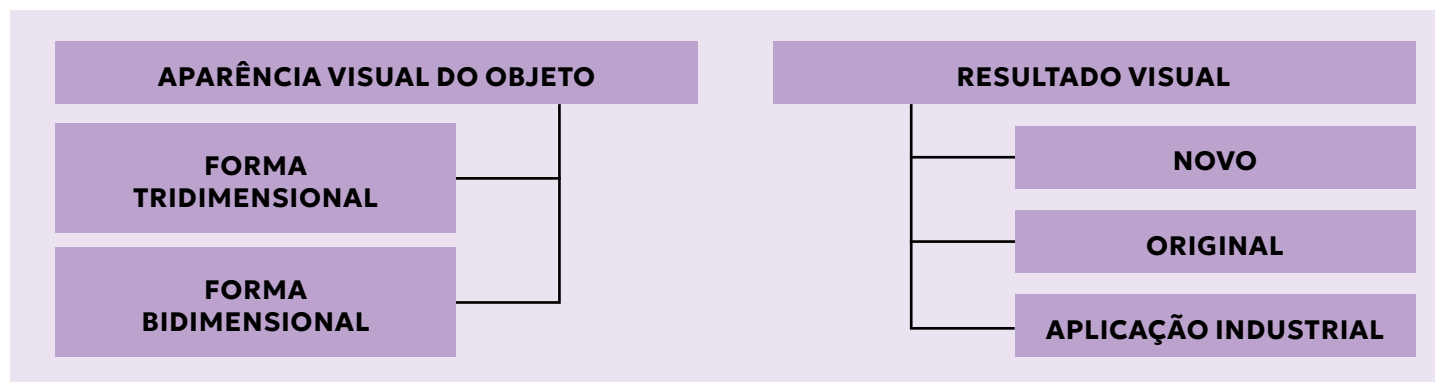 APARÊNCIA VISUAL DO OBJETO
FORMA
TRIDIMENSIONAL
FORMA
BIDIMENSIONAL
RESULTADO VISUAL
NOVO
ORIGINAL
APLICAÇÃO INDUSTRIAL